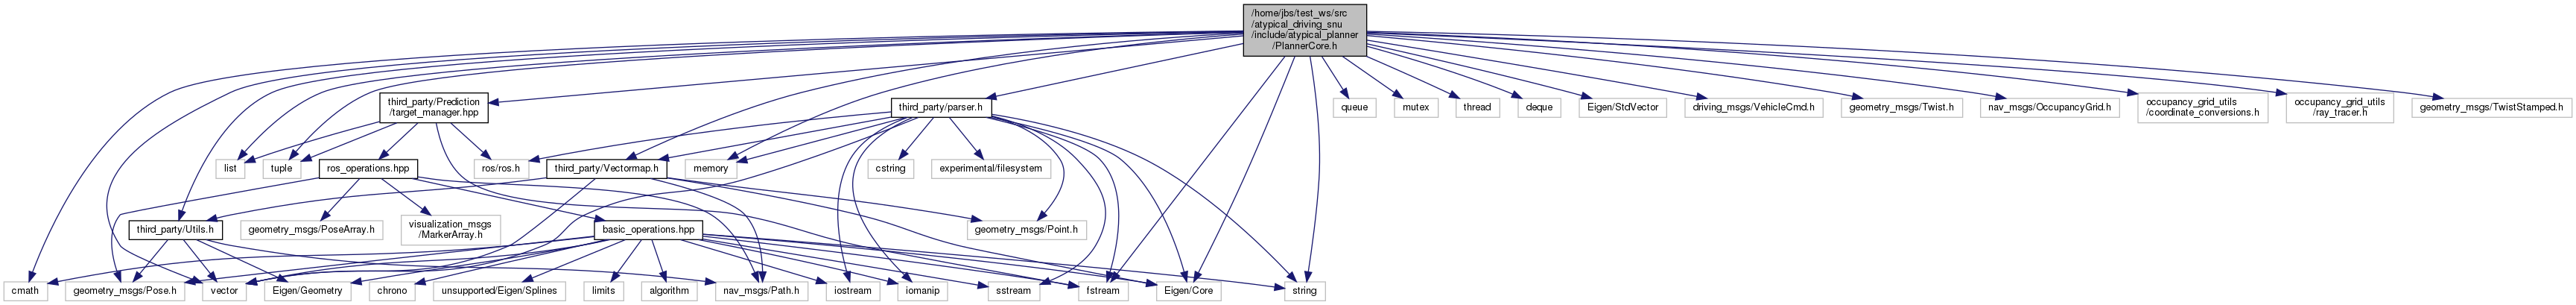 /home/jbs/test_ws/src
/atypical_driving_snu
/include/atypical_planner
/PlannerCore.h
third_party/Prediction
/target_manager.hpp
third_party/parser.h
queue
mutex
thread
deque
Eigen/StdVector
driving_msgs/VehicleCmd.h
geometry_msgs/Twist.h
nav_msgs/OccupancyGrid.h
occupancy_grid_utils
/coordinate_conversions.h
occupancy_grid_utils
/ray_tracer.h
geometry_msgs/TwistStamped.h
list
tuple
ros_operations.hpp
ros/ros.h
third_party/Vectormap.h
memory
cstring
experimental/filesystem
third_party/Utils.h
geometry_msgs/PoseArray.h
visualization_msgs
/MarkerArray.h
basic_operations.hpp
geometry_msgs/Point.h
cmath
geometry_msgs/Pose.h
vector
Eigen/Geometry
chrono
unsupported/Eigen/Splines
limits
algorithm
nav_msgs/Path.h
iostream
iomanip
sstream
fstream
Eigen/Core
string